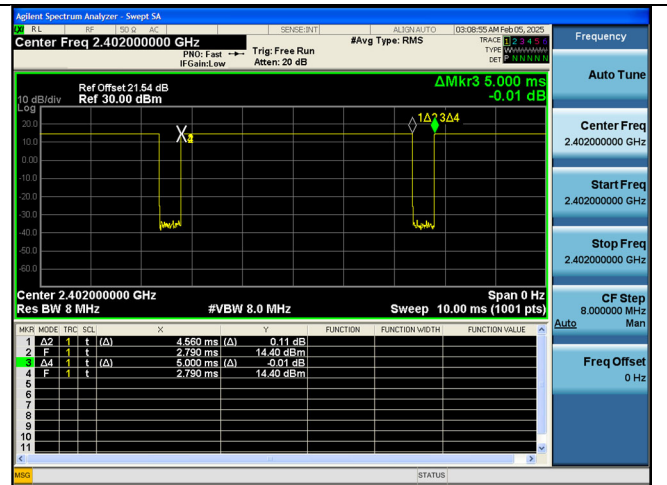 Agilent Spectrum Analyzer - Swept SA
RL RF 50 Ω AC SENSE:INT ALIGN AUTO 03:08:55 AM Feb 05, 2025
Center Freq 2.402000000 GHz #Avg Type: RMS TRACE 1 2 3 4 5 6
PNO: Fast Trig: Free Run TYPE WWWWWW
IFGain:Low Atten: 20 dB DET P N N N N N
Ref Offset 21.54 dB ΔMkr3 5.000 ms
10 dB/div Ref 30.00 dBm -0.01 dB
Log
20.0
10.0
0.00
-10.0
-20.0
-30.0
-40.0
-50.0
-60.0
X2
1Δ2 3Δ4
Center 2.402000000 GHz Span 0 Hz
Res BW 8 MHz #VBW 8.0 MHz Sweep 10.00 ms (1001 pts)
MKR MODE TRC SCL X Y FUNCTION FUNCTION WIDTH FUNCTION VALUE
1 Δ2 1 t (Δ) 4.560 ms (Δ) 0.11 dB
2 F 1 t 2.790 ms 14.40 dBm
3 Δ4 1 t (Δ) 5.000 ms (Δ) -0.01 dB
4 F 1 t 2.790 ms 14.40 dBm
5
6
7
8
9
10
11
MSG STATUS
Frequency
Auto Tune
Center Freq
2.402000000 GHz
Start Freq
2.402000000 GHz
Stop Freq
2.402000000 GHz
CF Step
8.000000 MHz
Auto Man
Freq Offset
0 Hz